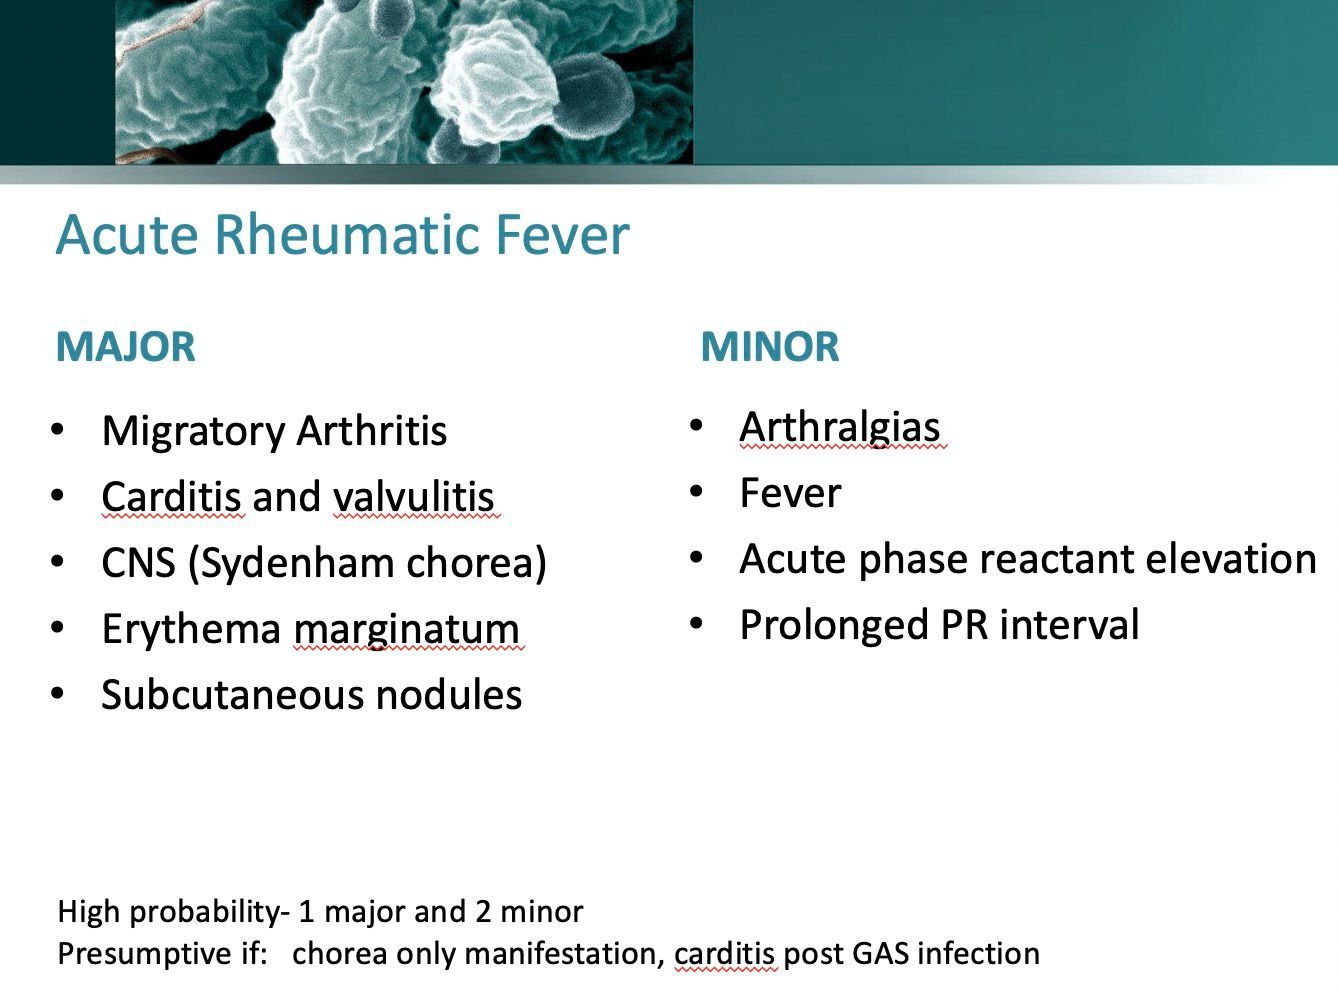 Acute Rheumatic Fever
MAJOR
• Migratory Arthritis
• Carditis and valvulitis
• CNS (Sydenham chorea)
• Erythema marginatum
• Subcutaneous nodules
MINOR
• Arthralgias
• Fever
• Acute phase reactant elevation
• Prolonged PR interval
High probability- 1 major and 2 minor
Presumptive if: chorea only manifestation, carditis post GAS infection